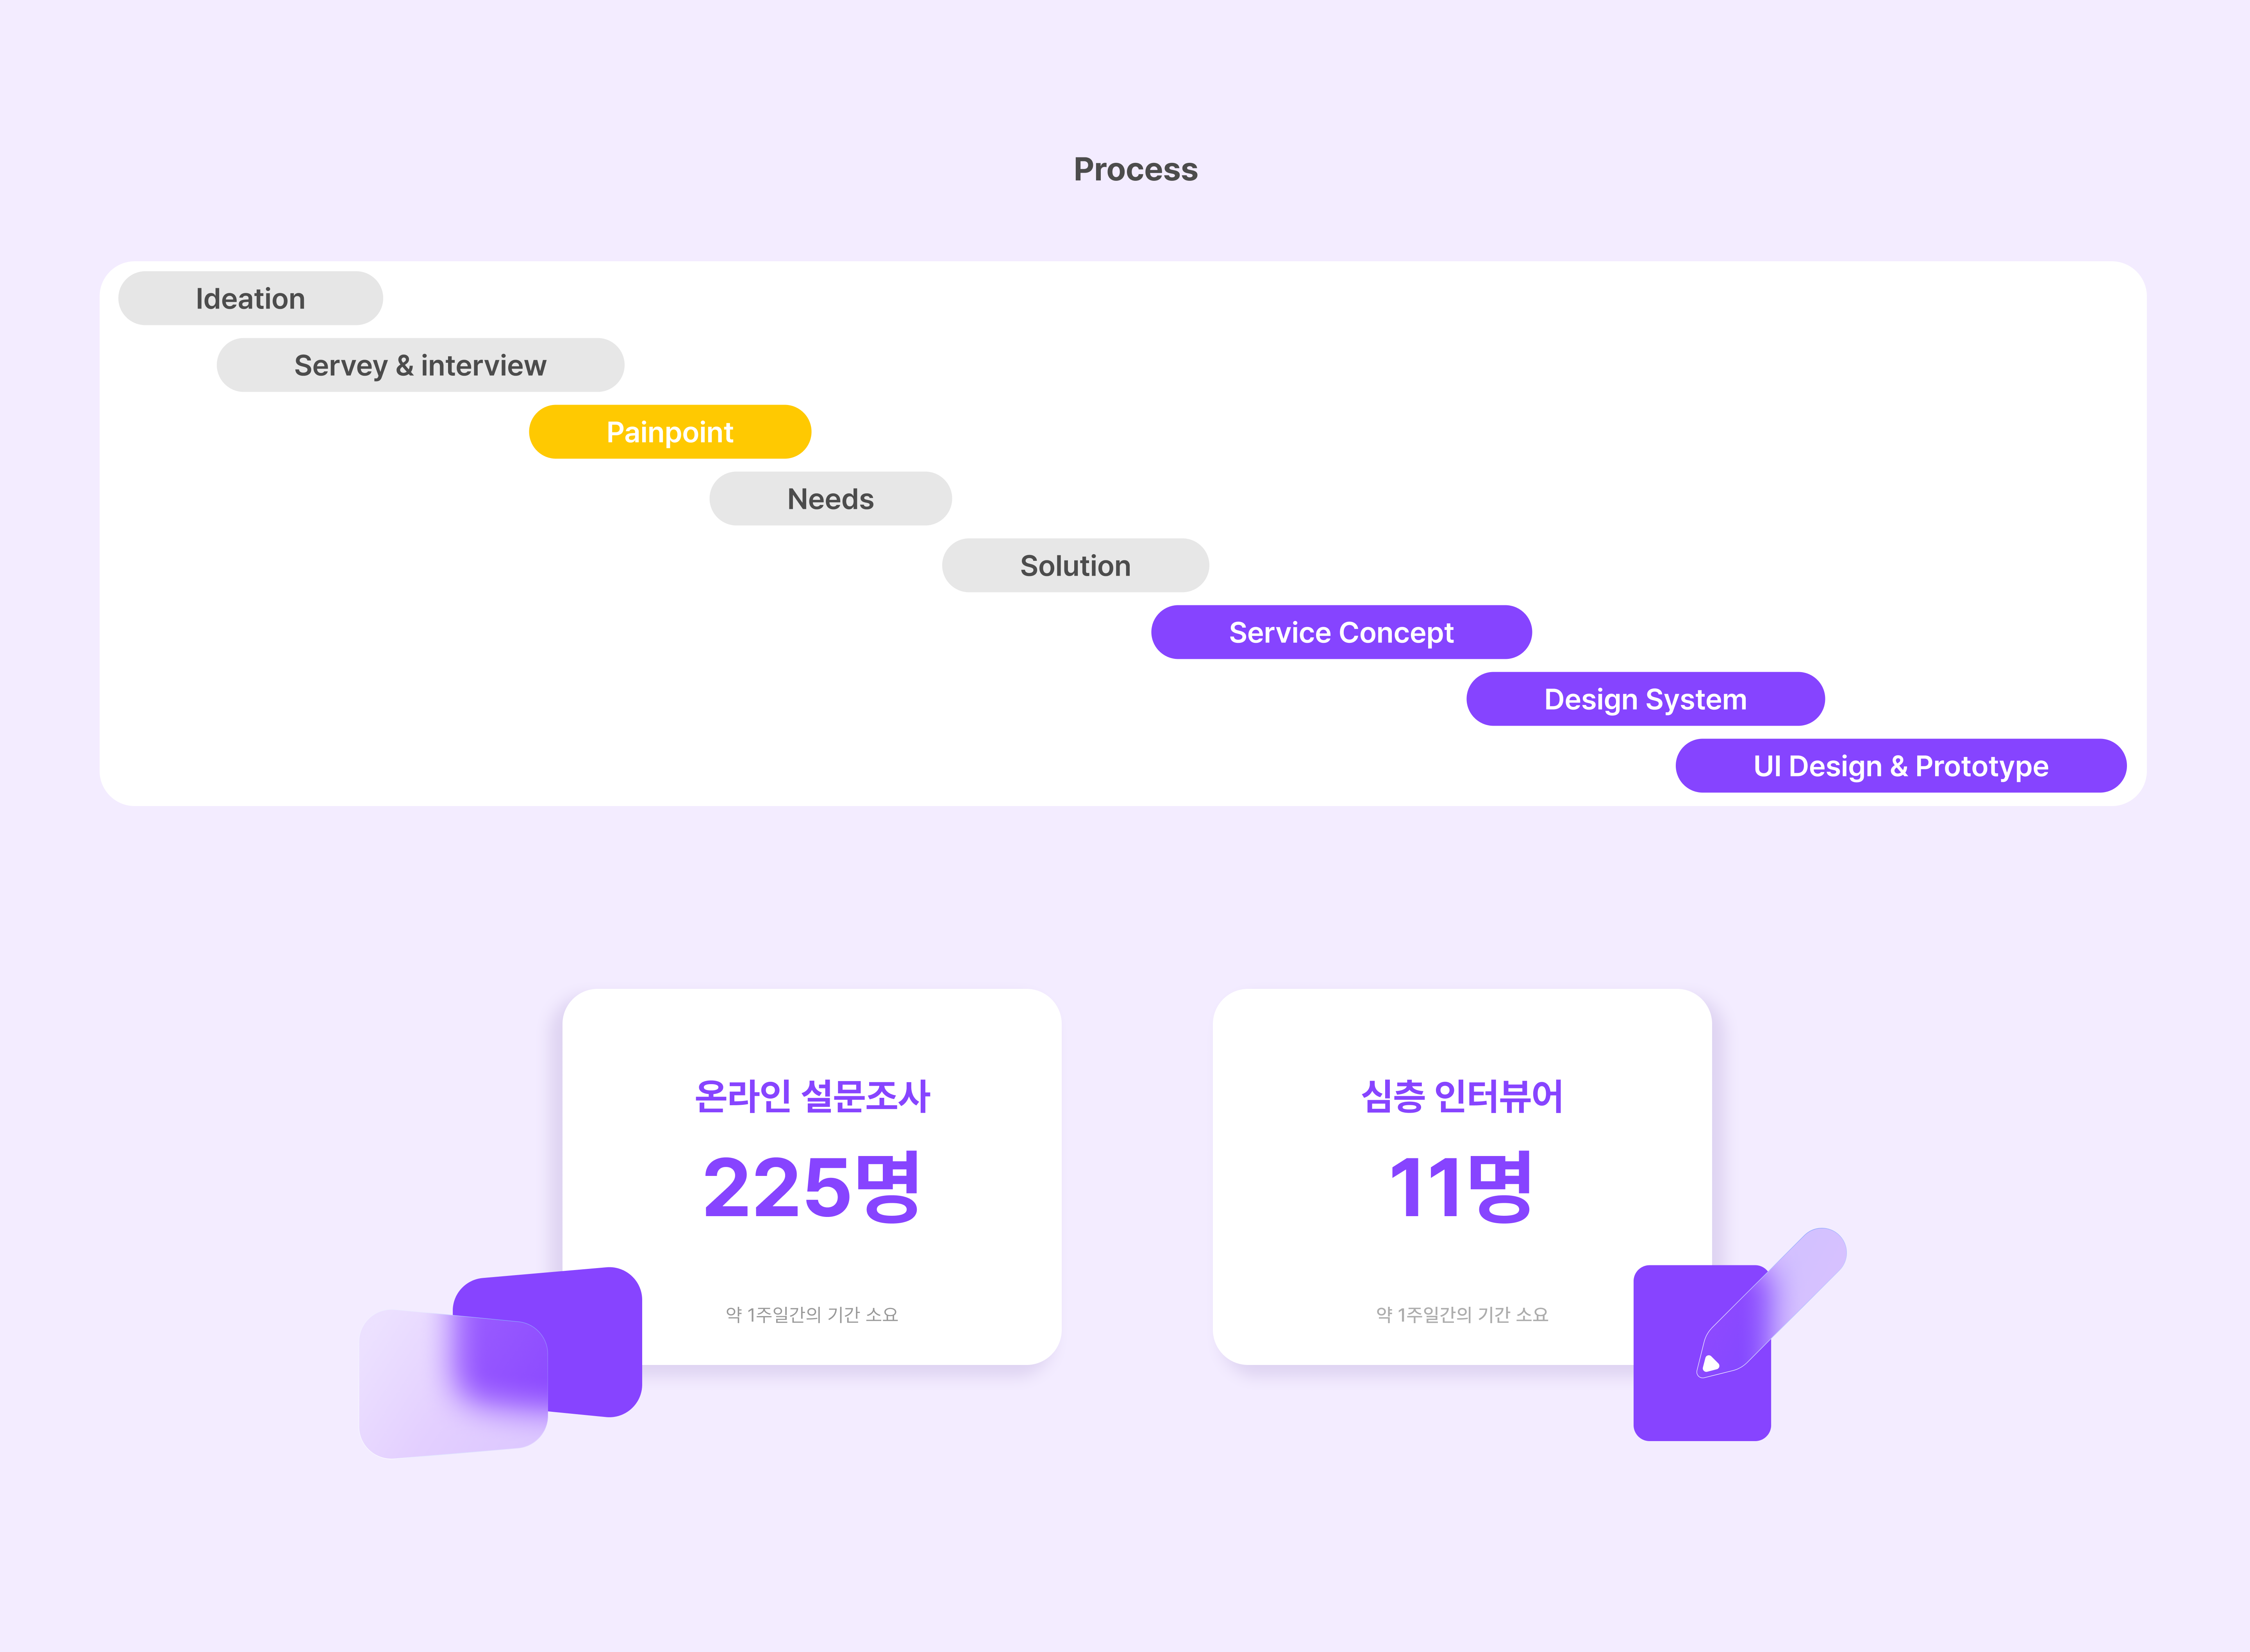 Process
Ideation
Servey & interview
Painpoint
Needs
Solution
Service Concept
Design System
UI Design & Prototype
온라인 설문조사
225명
약 1주일간의 기간 소요
심층 인터뷰어
11명
약 1주일간의 기간 소요